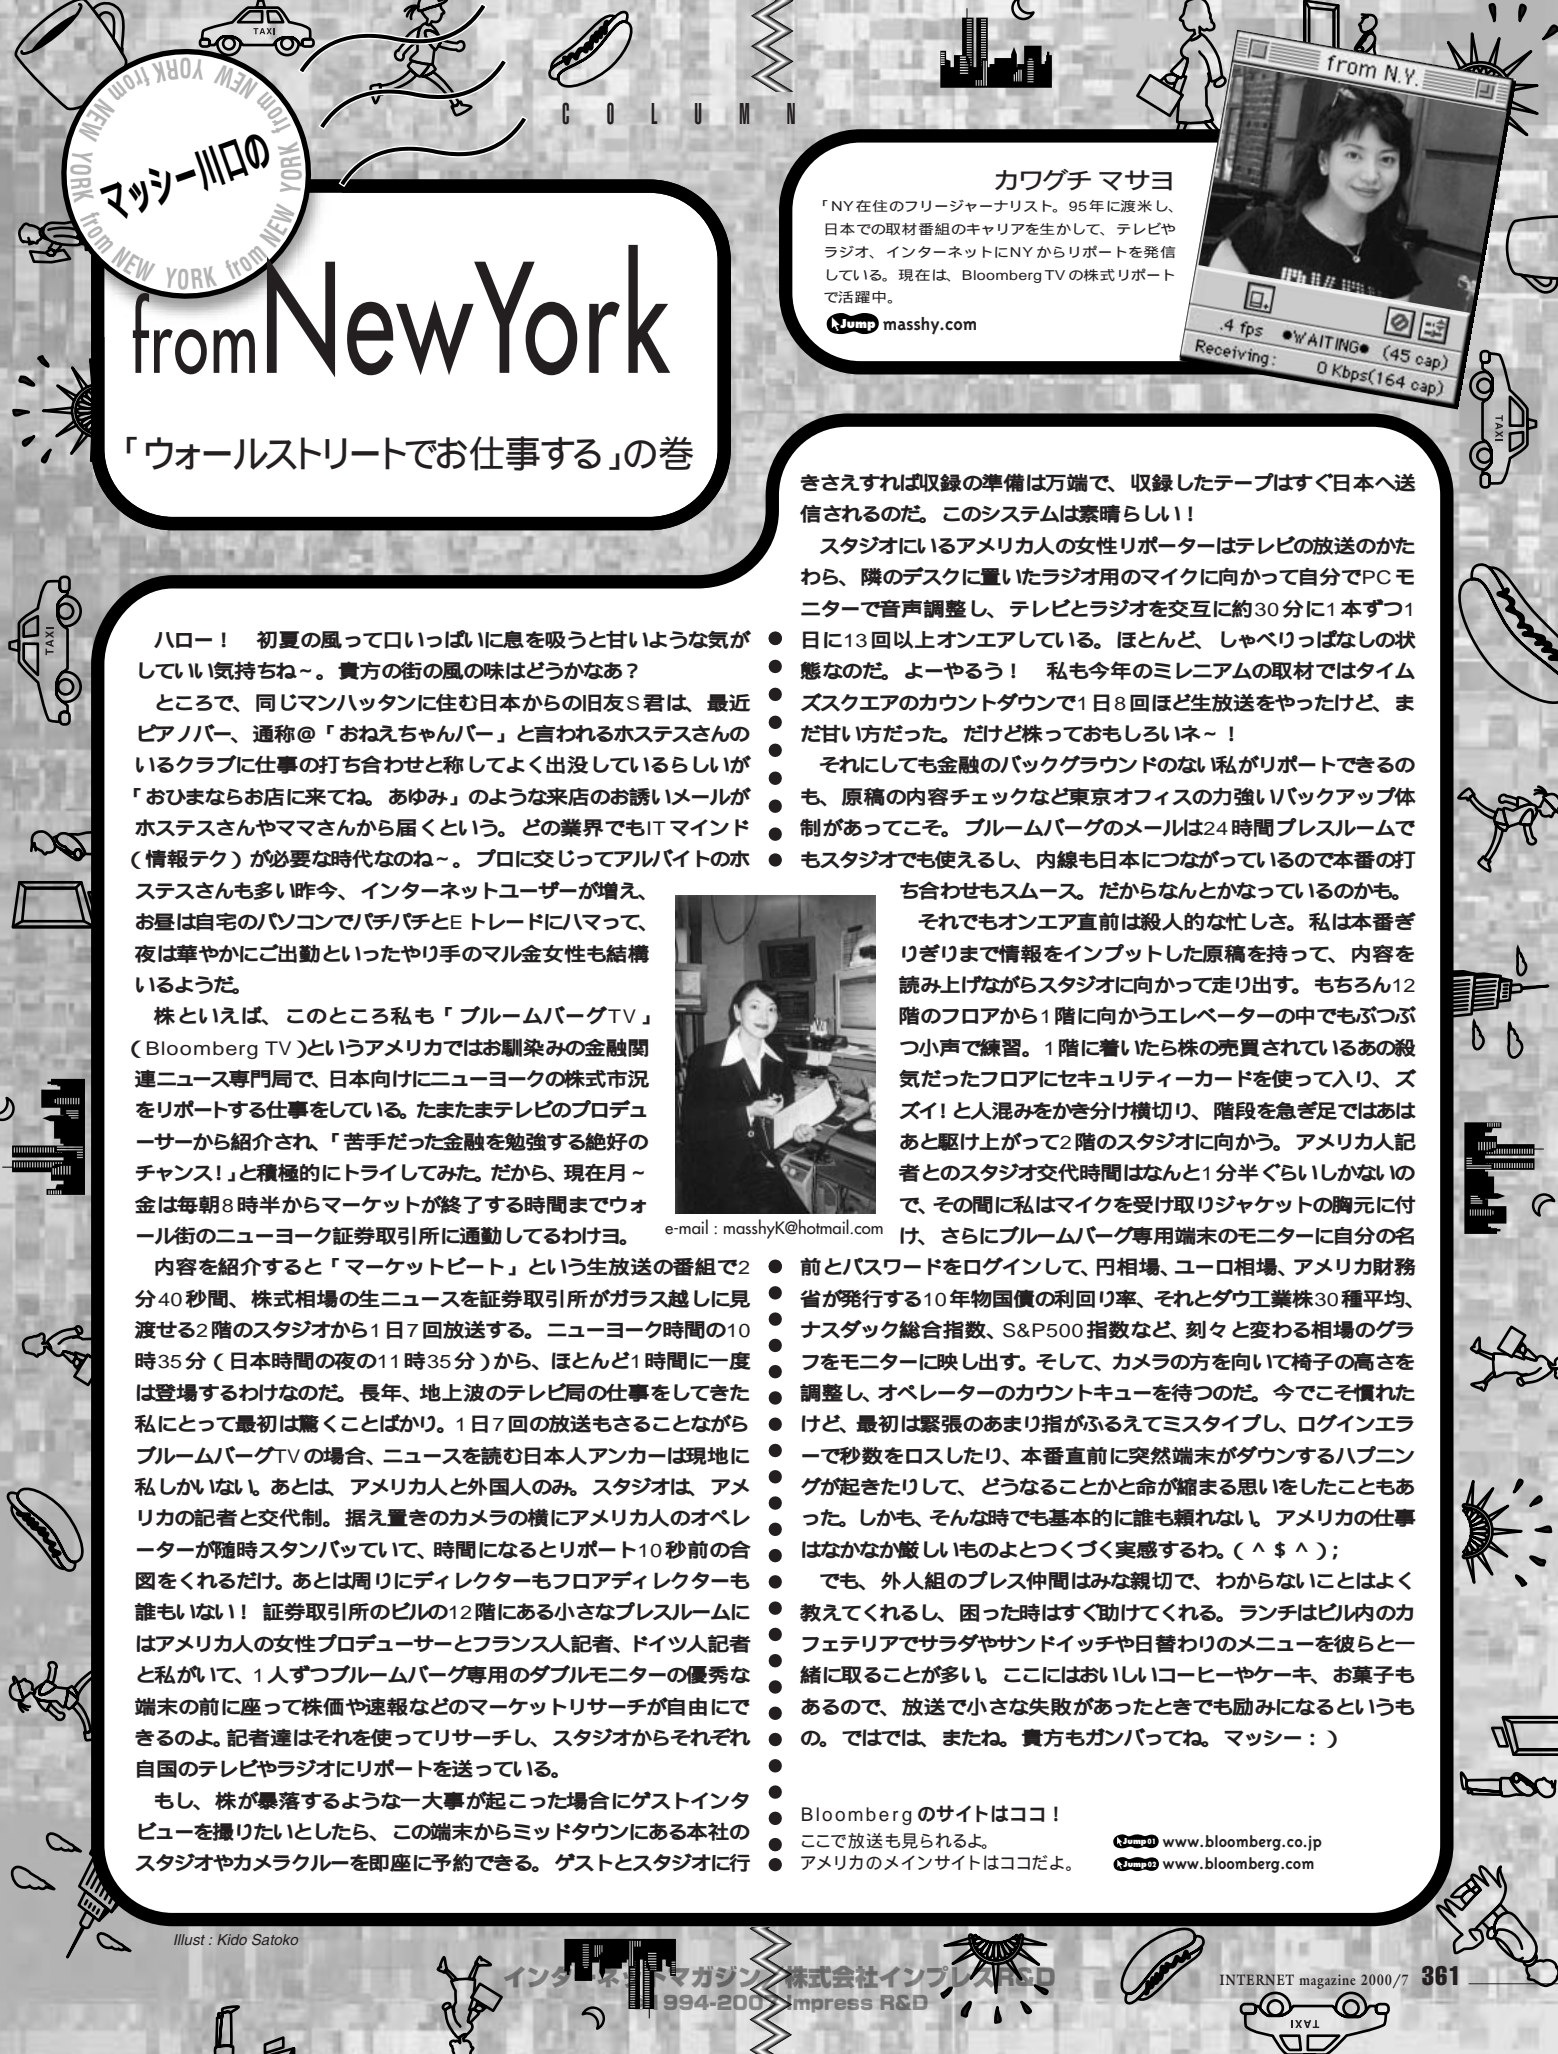 COLUMN
from NEW YORK from NEW YORK from NEW YORK from NEW YORK
マッシー川口の
from New York
「ウォールストリートでお仕事する」の巻
from N.Y.
.4 fps ●WAITING● (45 cap)
Receiving: 0 Kbps(164 cap)
カワグチ マサヨ
「NY在住のフリージャーナリスト。95年に渡米し、
日本での取材番組のキャリアを生かして、テレビや
ラジオ、インターネットにNYからリポートを発信
している。現在は、Bloomberg TVの株式リポート
で活躍中。
Jump masshy.com
ハロー！　初夏の風って口いっぱいに息を吸うと甘いような気が
していい気持ちね～。貴方の街の風の味はどうかなあ？
ところで、同じマンハッタンに住む日本からの旧友S君は、最近
ピアノバー、通称＠「おねえちゃんバー」と言われるホステスさんの
いるクラブに仕事の打ち合わせと称してよく出没しているらしいが
「おひまならお店に来てね。あゆみ」のような来店のお誘いメールが
ホステスさんやママさんから届くという。どの業界でもITマインド
（情報テク）が必要な時代なのね～。プロに交じってアルバイトのホ
ステスさんも多い昨今、インターネットユーザーが増え、
お昼は自宅のパソコンでパチパチとEトレードにハマって、
夜は華やかにご出勤といったやり手のマル金女性も結構
いるようだ。
株といえば、このところ私も「ブルームバーグTV」
（Bloomberg TV）というアメリカではお馴染みの金融関
連ニュース専門局で、日本向けにニューヨークの株式市況
をリポートする仕事をしている。たまたまテレビのプロデュ
ーサーから紹介され、「苦手だった金融を勉強する絶好の
チャンス！」と積極的にトライしてみた。だから、現在月～
金は毎朝8時半からマーケットが終了する時間までウォ
ール街のニューヨーク証券取引所に通勤してるわけヨ。
内容を紹介すると「マーケットビート」という生放送の番組で2
分40秒間、株式相場の生ニュースを証券取引所がガラス越しに見
渡せる2階のスタジオから1日7回放送する。ニューヨーク時間の10
時35分（日本時間の夜の11時35分）から、ほとんど1時間に一度
は登場するわけなのだ。長年、地上波のテレビ局の仕事をしてきた
私にとって最初は驚くことばかり。1日7回の放送もさることながら
ブルームバーグTVの場合、ニュースを読む日本人アンカーは現地に
私しかいない。あとは、アメリカ人と外国人のみ。スタジオは、アメ
リカの記者と交代制。据え置きのカメラの横にアメリカ人のオペレ
ーターが随時スタンバッていて、時間になるとリポート10秒前の合
図をくれるだけ。あとは周りにディレクターもフロアディレクターも
誰もいない！ 証券取引所のビルの12階にある小さなプレスルームに
はアメリカ人の女性プロデューサーとフランス人記者、ドイツ人記者
と私がいて、1人ずつブルームバーグ専用のダブルモニターの優秀な
端末の前に座って株価や速報などのマーケットリサーチが自由にで
きるのよ。記者達はそれを使ってリサーチし、スタジオからそれぞれ
自国のテレビやラジオにリポートを送っている。
もし、株が暴落するような一大事が起こった場合にゲストインタ
ビューを撮りたいとしたら、この端末からミッドタウンにある本社の
スタジオやカメラクルーを即座に予約できる。ゲストとスタジオに行
e-mail : masshyK@hotmail.com
きさえすれば収録の準備は万端で、収録したテープはすぐ日本へ送
信されるのだ。このシステムは素晴らしい！
スタジオにいるアメリカ人の女性リポーターはテレビの放送のかた
わら、隣のデスクに置いたラジオ用のマイクに向かって自分でPCモ
ニターで音声調整し、テレビとラジオを交互に約30分に1本ずつ1
日に13回以上オンエアしている。ほとんど、しゃべりっぱなしの状
態なのだ。よーやるう！　私も今年のミレニアムの取材ではタイム
ズスクエアのカウントダウンで1日8回ほど生放送をやったけど、ま
だ甘い方だった。だけど株っておもしろいネ～！
それにしても金融のバックグラウンドのない私がリポートできるの
も、原稿の内容チェックなど東京オフィスの力強いバックアップ体
制があってこそ。ブルームバーグのメールは24時間プレスルームで
もスタジオでも使えるし、内線も日本につながっているので本番の打
ち合わせもスムース。だからなんとかなっているのかも。
それでもオンエア直前は殺人的な忙しさ。私は本番ぎ
りぎりまで情報をインプットした原稿を持って、内容を
読み上げながらスタジオに向かって走り出す。もちろん12
階のフロアから1階に向かうエレベーターの中でもぶつぶ
つ小声で練習。1階に着いたら株の売買されているあの殺
気だったフロアにセキュリティーカードを使って入り、ズ
ズイ！と人混みをかき分け横切り、階段を急ぎ足ではあは
あと駆け上がって2階のスタジオに向かう。アメリカ人記
者とのスタジオ交代時間はなんと1分半ぐらいしかないの
で、その間に私はマイクを受け取りジャケットの胸元に付
け、さらにブルームバーグ専用端末のモニターに自分の名
前とパスワードをログインして、円相場、ユーロ相場、アメリカ財務
省が発行する10年物国債の利回り率、それとダウ工業株30種平均、
ナスダック総合指数、S&P500指数など、刻々と変わる相場のグラ
フをモニターに映し出す。そして、カメラの方を向いて椅子の高さを
調整し、オペレーターのカウントキューを待つのだ。今でこそ慣れた
けど、最初は緊張のあまり指がふるえてミスタイプし、ログインエラ
ーで秒数をロスしたり、本番直前に突然端末がダウンするハプニン
グが起きたりして、どうなることかと命が縮まる思いをしたこともあ
った。しかも、そんな時でも基本的に誰も頼れない。アメリカの仕事
はなかなか厳しいものよとつくづく実感するわ。(＾＄＾);
でも、外人組のプレス仲間はみな親切で、わからないことはよく
教えてくれるし、困った時はすぐ助けてくれる。ランチはビル内のカ
フェテリアでサラダやサンドイッチや日替わりのメニューを彼らと一
緒に取ることが多い。ここにはおいしいコーヒーやケーキ、お菓子も
あるので、放送で小さな失敗があったときでも励みになるというも
の。ではでは、またね。貴方もガンバってね。マッシー：）
Bloombergのサイトはココ！
ここで放送も見られるよ。 Jump01 www.bloomberg.co.jp
アメリカのメインサイトはココだよ。 Jump02 www.bloomberg.com
Illust : Kido Satoko
INTERNET magazine 2000/7 361
TAXI
TAXI
TAXI
TAXI